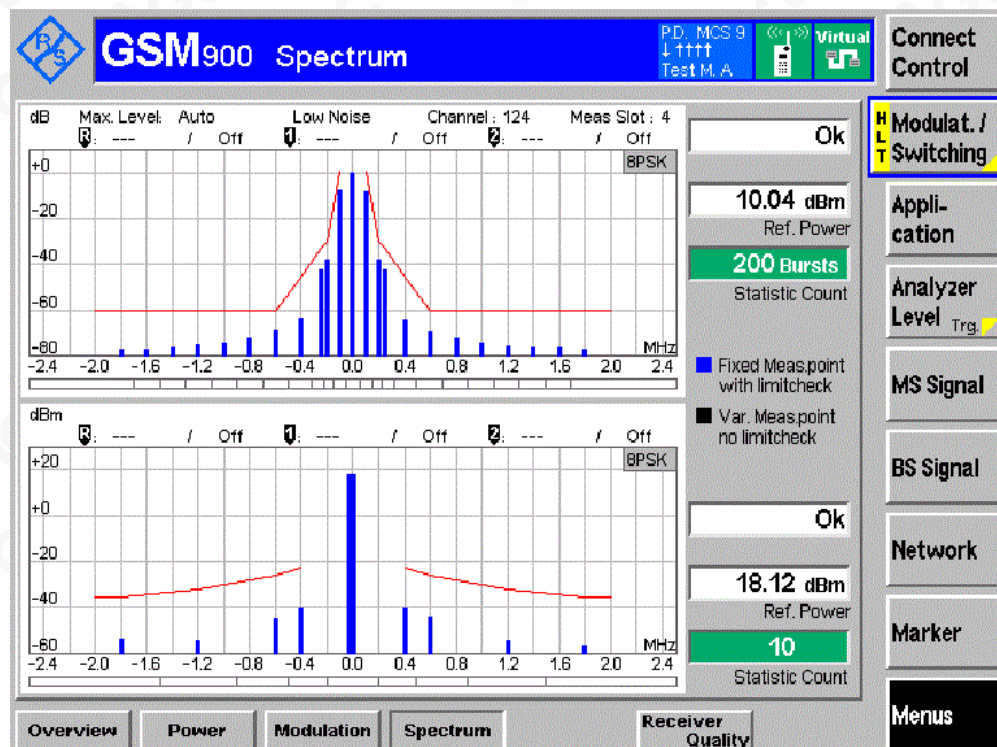 R/S
GSM900 Spectrum
P.D. MCS 9
↓ ↑↑↑↑
Test M. A
Virtual
Connect
Control
dB Max. Level: Auto Low Noise Channel : 124 Meas Slot : 4
R: --- / Off 1: --- / Off 2: --- / Off
8PSK
+0
-20
-40
-60
-80
MHz
-2.4 -2.0 -1.6 -1.2 -0.8 -0.4 0.0 0.4 0.8 1.2 1.6 2.0 2.4
Ok
10.04 dBm
Ref. Power
200 Bursts
Statistic Count
Fixed Meas.point
with limitcheck
Var. Meas.point
no limitcheck
dBm
R: --- / Off 1: --- / Off 2: --- / Off
8PSK
+20
+0
-20
-40
-60
MHz
-2.4 -2.0 -1.6 -1.2 -0.8 -0.4 0.0 0.4 0.8 1.2 1.6 2.0 2.4
Ok
18.12 dBm
Ref. Power
10
Statistic Count
HLT
Modulat. /
Switching
Appli-
cation
Analyzer
Level Trg.
MS Signal
BS Signal
Network
Marker
Menus
Overview Power Modulation Spectrum Receiver
Quality